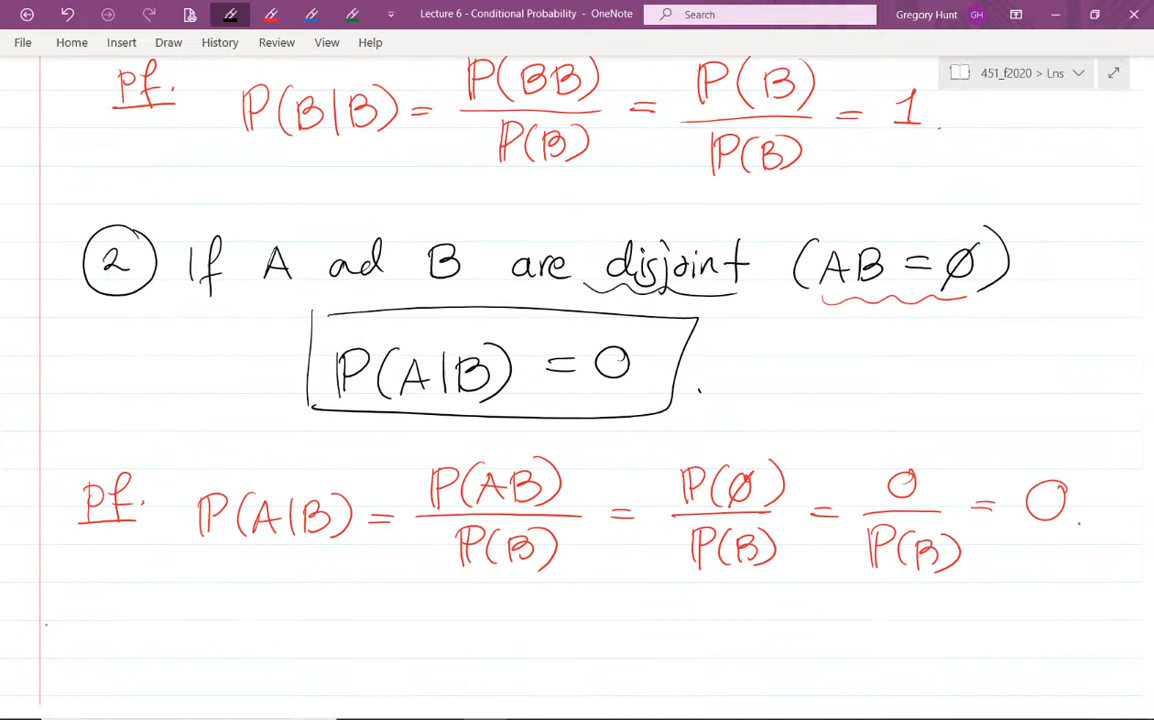 Lecture 6 - Conditional Probability - OneNote
Search
Gregory Hunt GH
File Home Insert Draw History Review View Help
451_f2020 > Lns
pf. P(B|B) = P(BB)/P(B) = P(B)/P(B) = 1.
② If A ad B are disjoint (AB = ∅)
P(A|B) = 0.
pf. P(A|B) = P(AB)/P(B) = P(∅)/P(B) = 0/P(B) = 0.